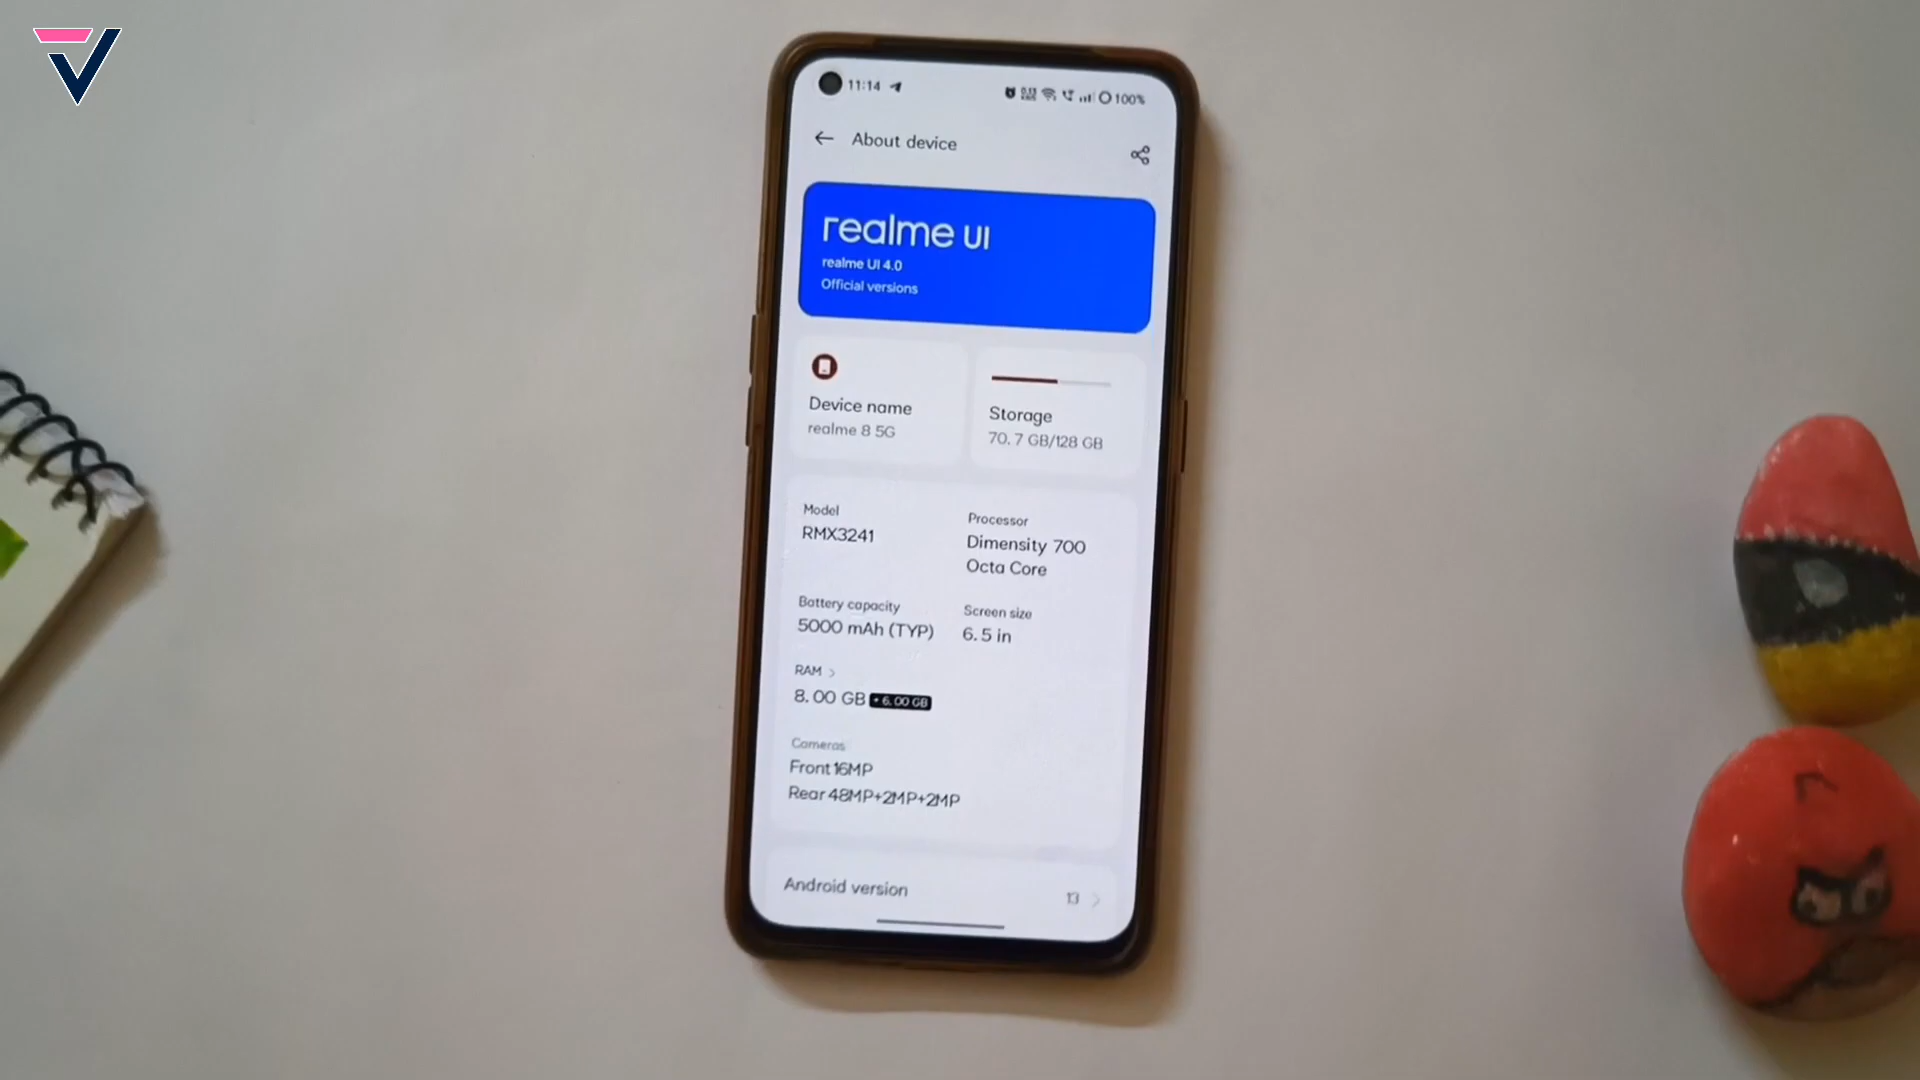 11:14
100%
About device
realme UI
realme UI 4.0
Official versions
Device name
realme 8 5G
Storage
70.7 GB/128 GB
Model
RMX3241
Processor
Dimensity 700
Octa Core
Battery capacity
5000 mAh (TYP)
Screen size
6.5 in
RAM >
8.00 GB + 6.00 GB
Cameras
Front 16MP
Rear 48MP+2MP+2MP
Android version
13 >